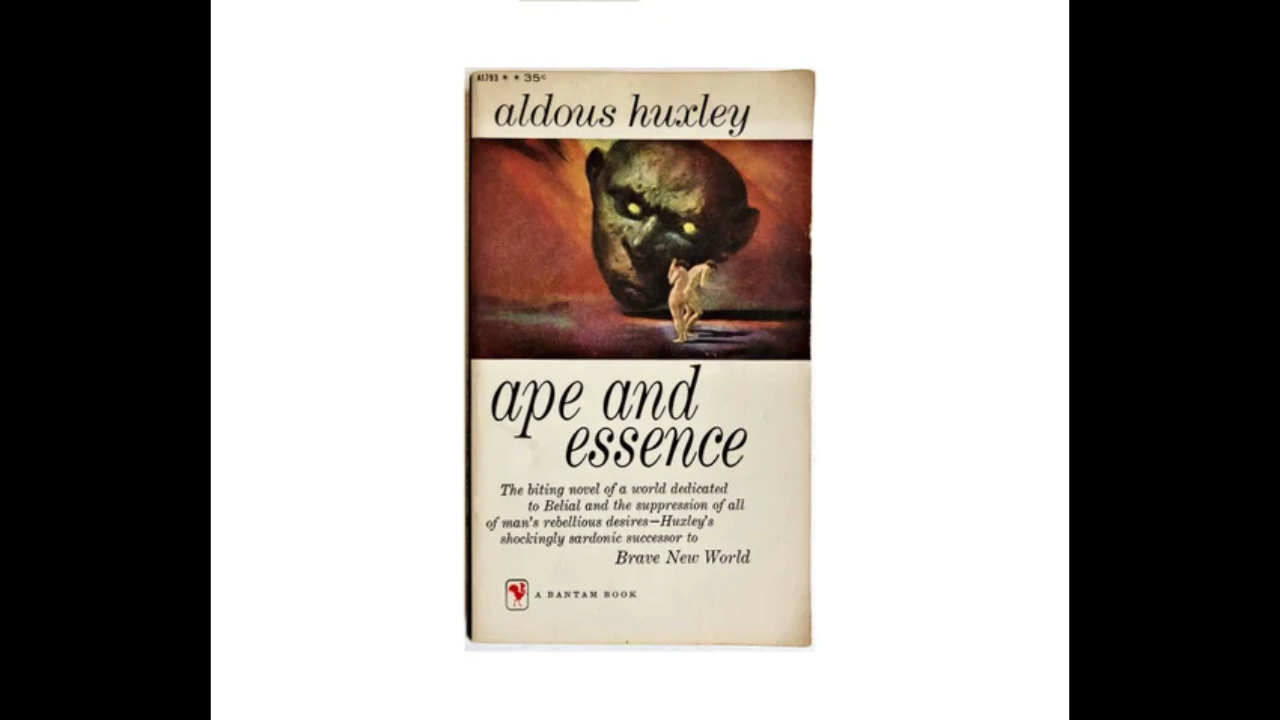 A1793 * * 35¢
aldous huxley
ape and
essence
The biting novel of a world dedicated
to Belial and the suppression of all
of man's rebellious desires—Huxley's
shockingly sardonic successor to
Brave New World
A BANTAM BOOK